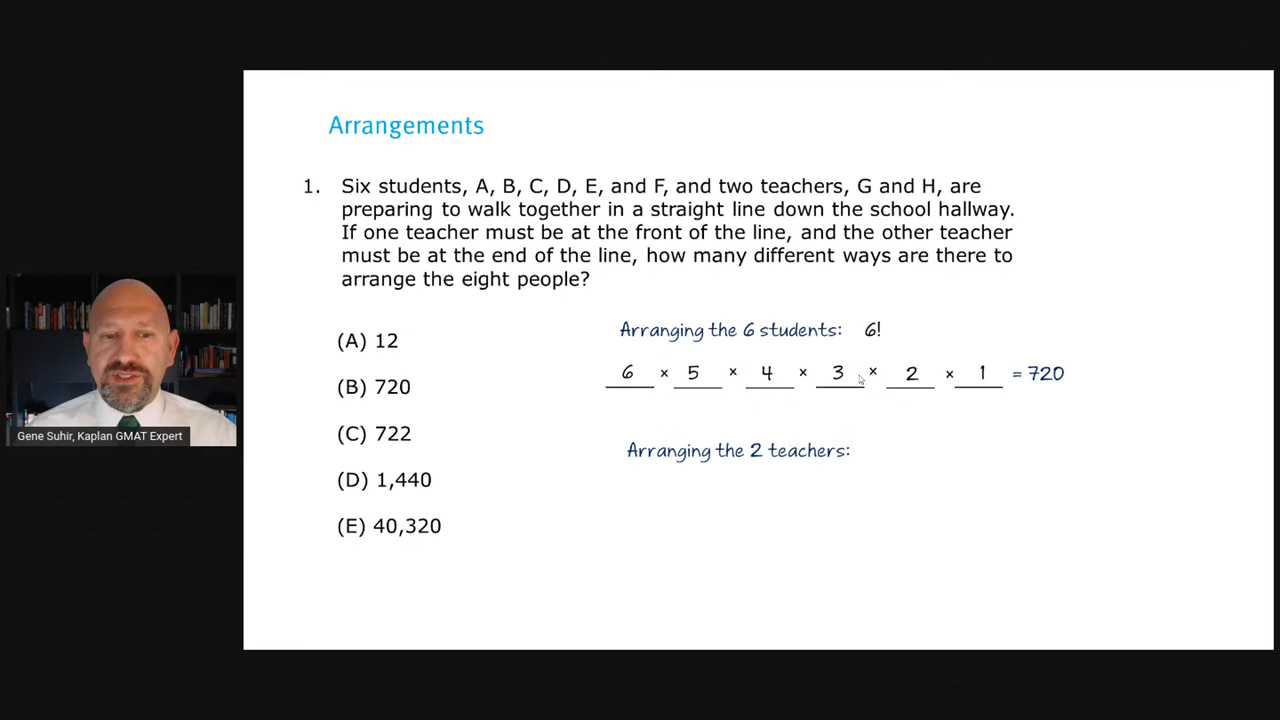 Arrangements
1. Six students, A, B, C, D, E, and F, and two teachers, G and H, are
preparing to walk together in a straight line down the school hallway.
If one teacher must be at the front of the line, and the other teacher
must be at the end of the line, how many different ways are there to
arrange the eight people?
(A) 12
(B) 720
(C) 722
(D) 1,440
(E) 40,320
Arranging the 6 students: 6!
6 × 5 × 4 × 3 × 2 × 1 = 720
Arranging the 2 teachers:
Gene Suhir, Kaplan GMAT Expert